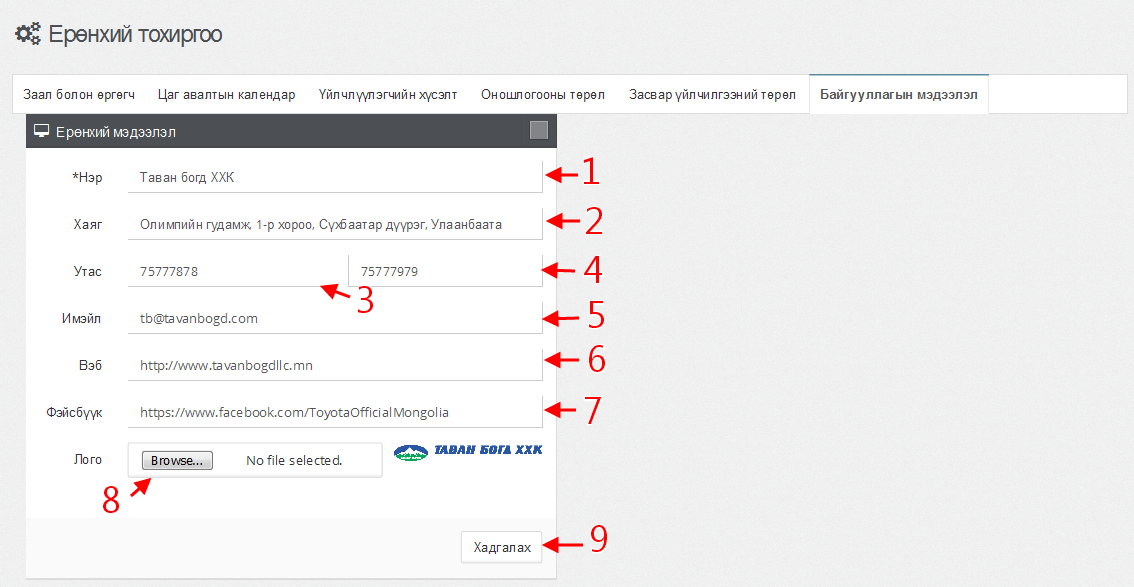 Ерөнхий тохиргоо
Заал болон өргөгч Цаг авалтын календар Үйлчлүүлэгчийн хүсэлт Оношлогооны төрөл Засвар үйлчилгээний төрөл Байгууллагын мэдээлэл
Ерөнхий мэдээлэл
*Нэр Таван богд ХХК 1
Хаяг Олимпийн гудамж, 1-р хороо, Сүхбаатар дүүрэг, Улаанбаата 2
Утас 75777878 75777979 4
3
Имэйл tb@tavanbogd.com 5
Вэб http://www.tavanbogdllc.mn 6
Фэйсбүүк https://www.facebook.com/ToyotaOfficialMongolia 7
Лого Browse... No file selected. ТАВАН БОГД ХХК
8
Хадгалах 9